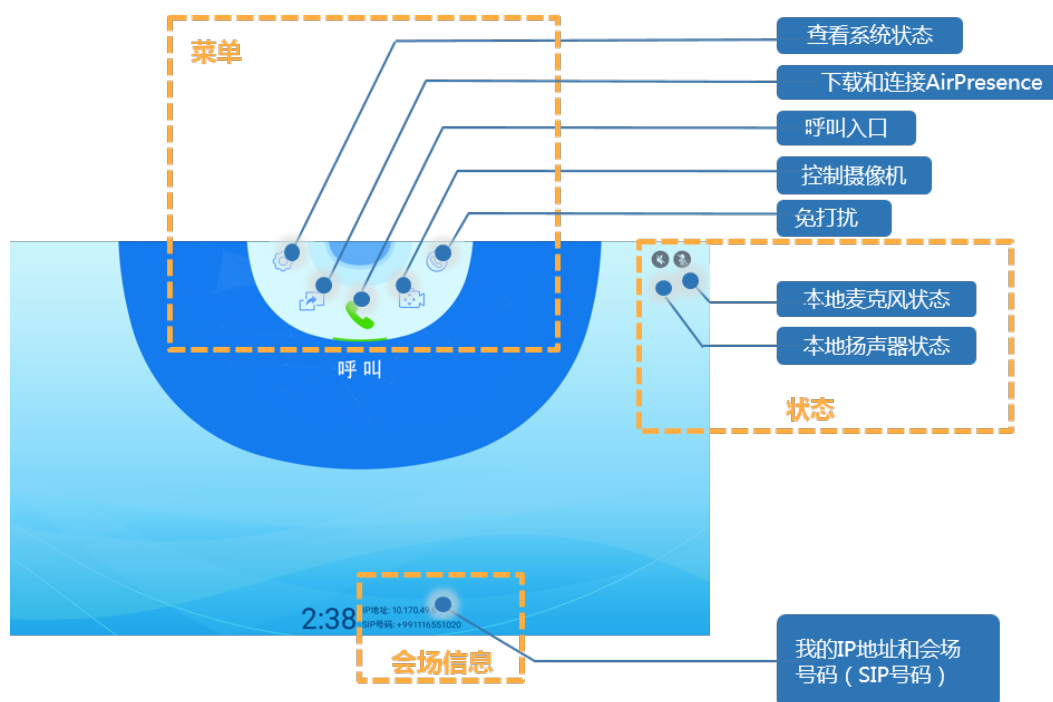 菜单
查看系统状态
下载和连接AirPresence
呼叫入口
控制摄像机
免打扰
本地麦克风状态
本地扬声器状态
状态
呼 叫
2:38
IP地址: 10.170.49.
SIP号码: +991116551020
会场信息
我的IP地址和会场
号码（SIP号码）